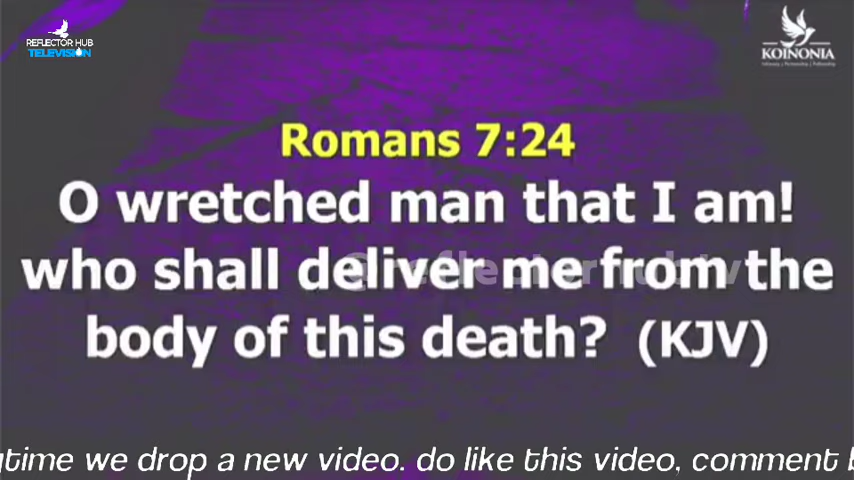 REFLECTOR HUB
TELEVISION
KOINONIA
Romans 7:24
O wretched man that I am!
who shall deliver me from the
body of this death? (KJV)
@reflectorhubtv
time we drop a new video. do like this video, comment